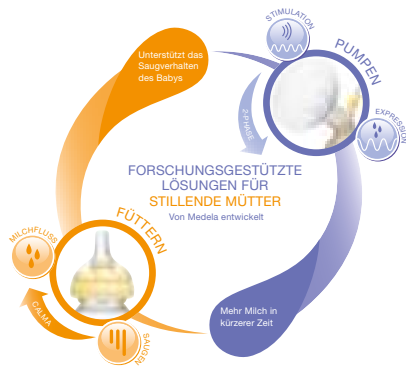 STIMULATION
PUMPEN
Unterstützt das
Saugverhalten
des Babys
2-PHASE
EXPRESSION
FORSCHUNGSGESTÜTZTE
LÖSUNGEN FÜR
STILLENDE MÜTTER
Von Medela entwickelt
FÜTTERN
MILCHFLUSS
CALMA
SAUGEN
Mehr Milch in
kürzerer Zeit